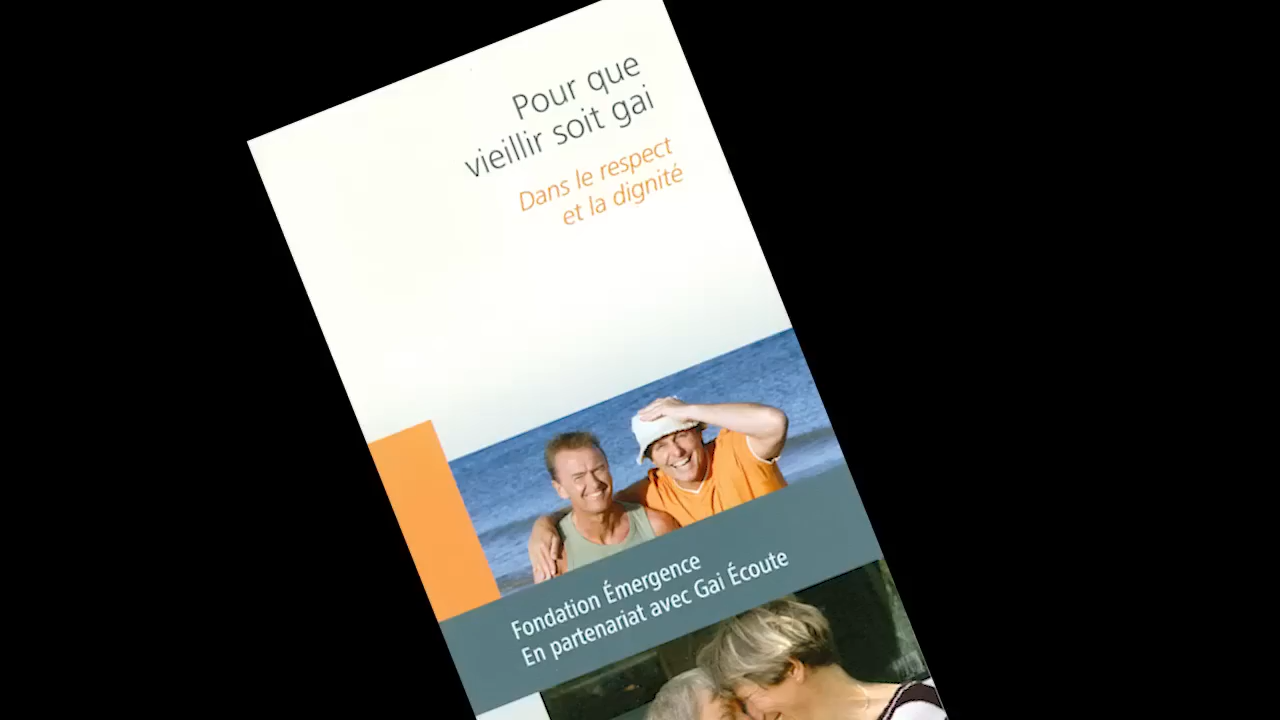 Pour que
vieillir soit gai
Dans le respect
et la dignité
Fondation Émergence
En partenariat avec Gai Écoute